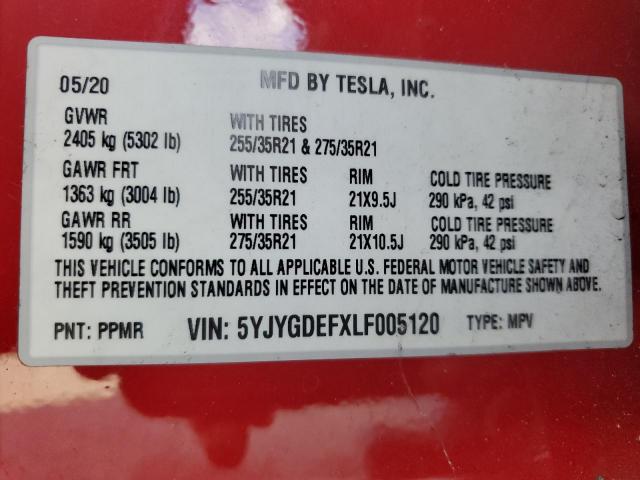 05/20 MFD BY TESLA, INC.
GVWR WITH TIRES
2405 kg (5302 lb) 255/35R21 & 275/35R21
GAWR FRT WITH TIRES RIM COLD TIRE PRESSURE
1363 kg (3004 lb) 255/35R21 21X9.5J 290 kPa, 42 psi
GAWR RR WITH TIRES RIM COLD TIRE PRESSURE
1590 kg (3505 lb) 275/35R21 21X10.5J 290 kPa, 42 psi
THIS VEHICLE CONFORMS TO ALL APPLICABLE U.S. FEDERAL MOTOR VEHICLE SAFETY AND
THEFT PREVENTION STANDARDS IN EFFECT ON THE DATE OF MANUFACTURE SHOWN ABOVE.
PNT: PPMR VIN: 5YJYGDEFXLF005120 TYPE: MPV